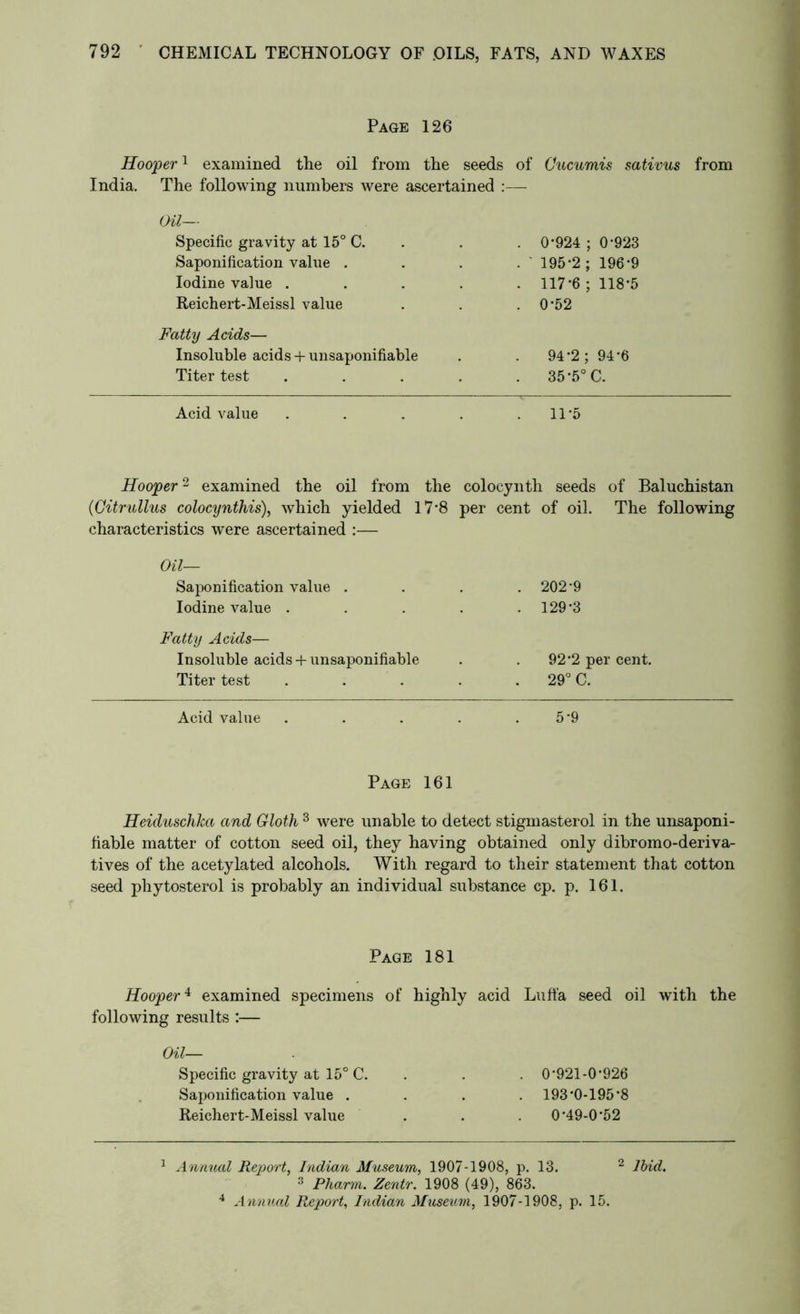 792 CHEMICAL TECHNOLOGY OF OILS, FATS, AND WAXES
Page 126
Hooper ¹ examined the oil from the seeds of Cucumis sativus from
India. The following numbers were ascertained :—
Oil—
Specific gravity at 15° C. . . . 0·924 ; 0·923
Saponification value . . . . 195·2 ; 196·9
Iodine value . . . . . 117·6 ; 118·5
Reichert-Meissl value . . . 0·52
Fatty Acids—
Insoluble acids + unsaponifiable . . 94·2 ; 94·6
Titer test . . . . . 35·5° C.
Acid value . . . . . 11·5
Hooper ² examined the oil from the colocynth seeds of Baluchistan
(Citrullus colocynthis), which yielded 17·8 per cent of oil. The following
characteristics were ascertained :—
Oil—
Saponification value . . . . 202·9
Iodine value . . . . . 129·3
Fatty Acids—
Insoluble acids + unsaponifiable . . 92·2 per cent.
Titer test . . . . . 29° C.
Acid value . . . . . 5·9
Page 161
Heiduschka and Gloth ³ were unable to detect stigmasterol in the unsaponi-
fiable matter of cotton seed oil, they having obtained only dibromo-deriva-
tives of the acetylated alcohols. With regard to their statement that cotton
seed phytosterol is probably an individual substance cp. p. 161.
Page 181
Hooper ⁴ examined specimens of highly acid Luffa seed oil with the
following results :—
Oil—
Specific gravity at 15° C. . . . 0·921-0·926
Saponification value . . . . 193·0-195·8
Reichert-Meissl value . . . 0·49-0·52
¹ Annual Report, Indian Museum, 1907-1908, p. 13. ² Ibid.
³ Pharm. Zentr. 1908 (49), 863.
⁴ Annual Report, Indian Museum, 1907-1908, p. 15.